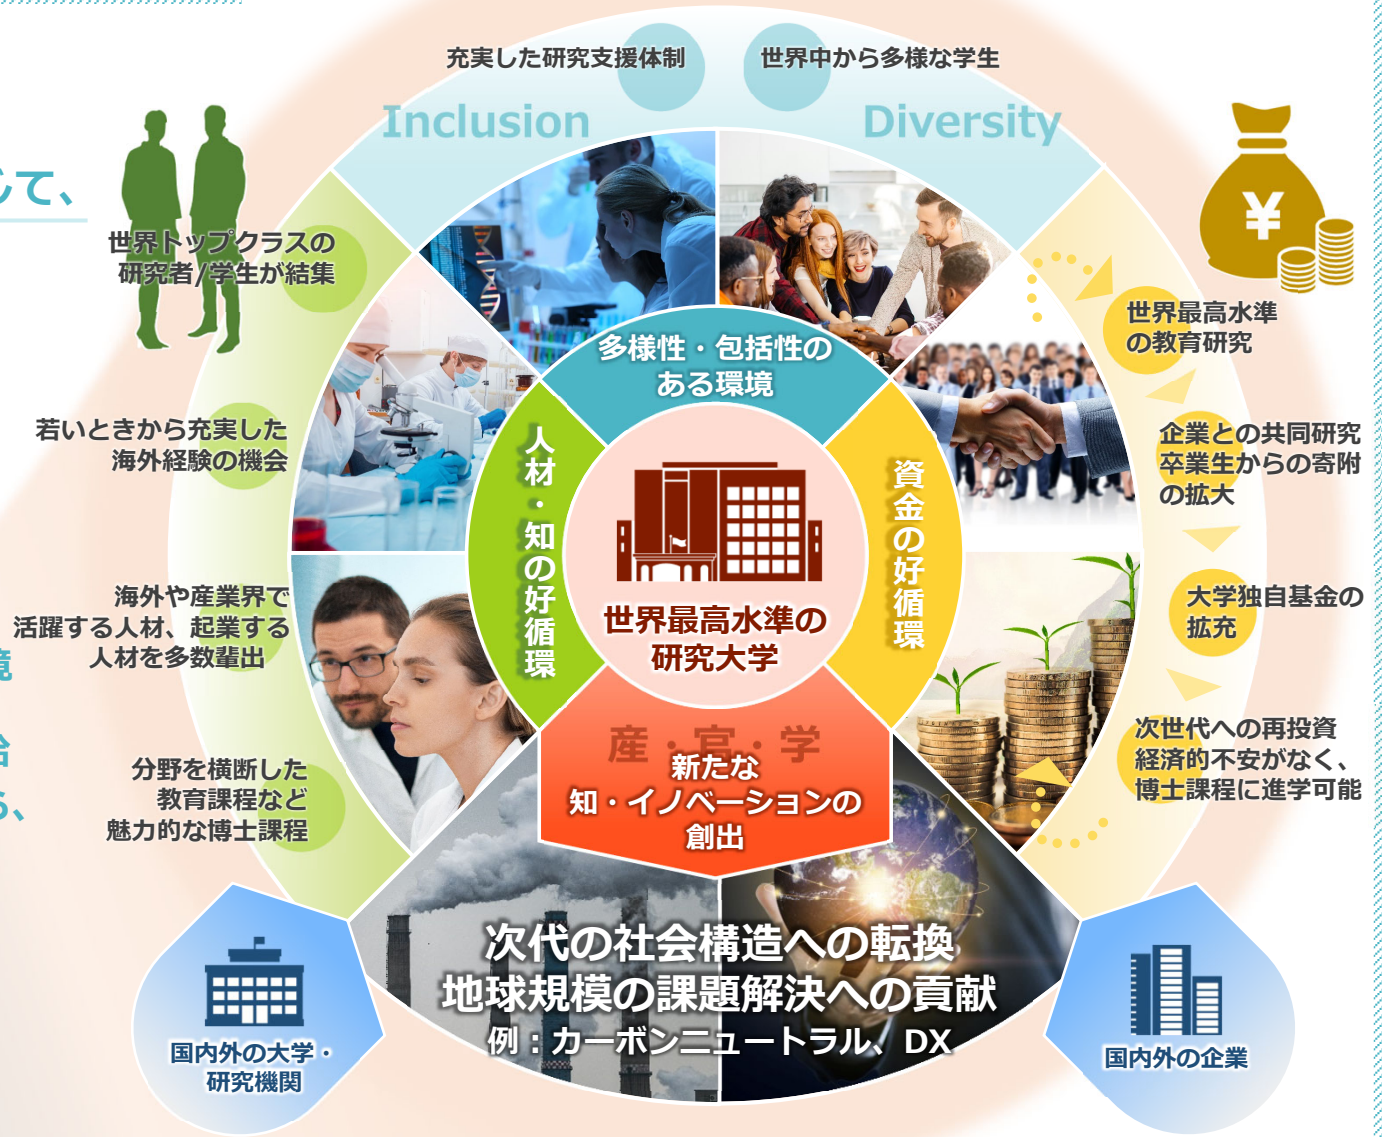 充実した研究支援体制
世界中から多様な学生
Inclusion
Diversity
じて、
世界トップクラスの
研究者/学生が結集
若いときから充実した
海外経験の機会
海外や産業界で
活躍する人材、起業する
人材を多数輩出
境
給
ら、
分野を横断した
教育課程など
魅力的な博士課程
多様性・包括性の
ある環境
人材・知の好循環
資金の好循環
世界最高水準の
研究大学
産・官・学
新たな
知・イノベーションの
創出
¥
世界最高水準
の教育研究
企業との共同研究
卒業生からの寄附
の拡大
大学独自基金の
拡充
次世代への再投資
経済的不安がなく、
博士課程に進学可能
次代の社会構造への転換
地球規模の課題解決への貢献
例：カーボンニュートラル、DX
国内外の大学・
研究機関
国内外の企業